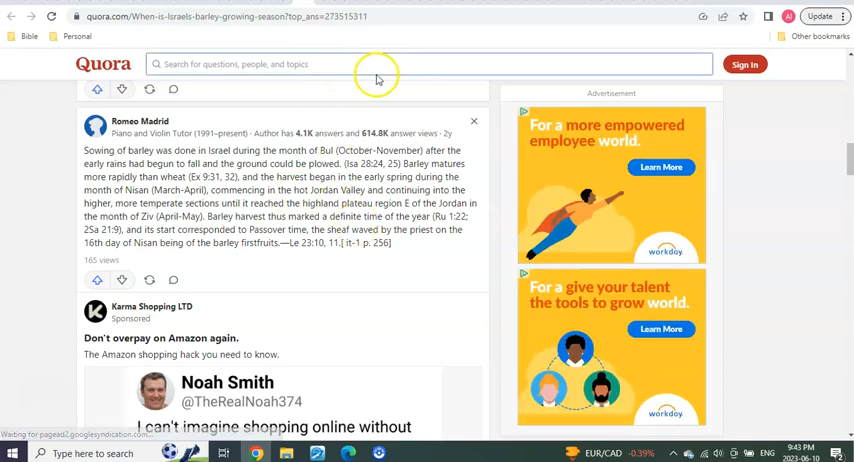 quora.com/When-is-Israels-barley-growing-season?top_ans=273515311
AI
Update
Bible
Personal
Other bookmarks
Quora
Search for questions, people, and topics
Sign In
Romeo Madrid
Piano and Violin Tutor (1991–present) · Author has 4.1K answers and 614.8K answer views · 2y
Sowing of barley was done in Israel during the month of Bul (October-November) after the
early rains had begun to fall and the ground could be plowed. (Isa 28:24, 25) Barley matures
more rapidly than wheat (Ex 9:31, 32), and the harvest began in the early spring during the
month of Nisan (March-April), commencing in the hot Jordan Valley and continuing into the
higher, more temperate sections until it reached the highland plateau region E of the Jordan in
the month of Ziv (April-May). Barley harvest thus marked a definite time of the year (Ru 1:22;
2Sa 21:9), and its start corresponded to Passover time, the sheaf waved by the priest on the
16th day of Nisan being of the barley firstfruits.—Le 23:10, 11.[ it-1 p. 256]
165 views
Karma Shopping LTD
Sponsored
Don't overpay on Amazon again.
The Amazon shopping hack you need to know.
Noah Smith
@TheRealNoah374
I can't imagine shopping online without
Advertisement
For a more empowered
employee world.
Learn More
workday.
For a give your talent
the tools to grow world.
Learn More
workday.
Waiting for pagead2.googlesyndication.com...
Type here to search
EUR/CAD -0.39%
ENG
9:43 PM
2023-06-10
2